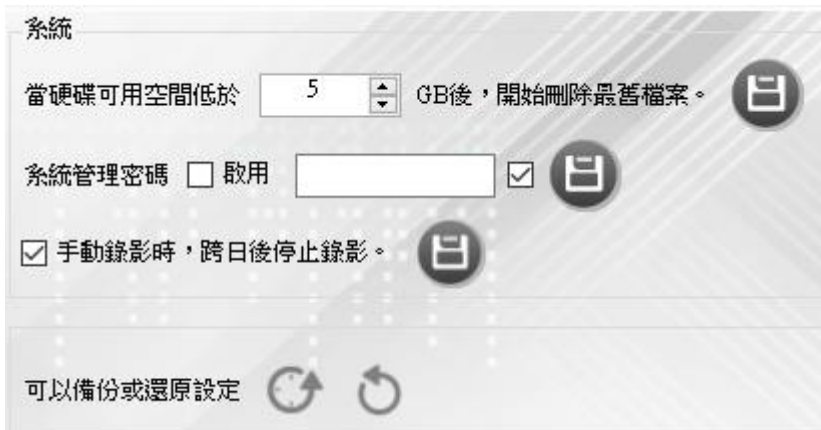 系統
當硬碟可用空間低於 5 GB後，開始刪除最舊檔案。
系統管理密碼 啟用
手動錄影時，跨日後停止錄影。
可以備份或還原設定